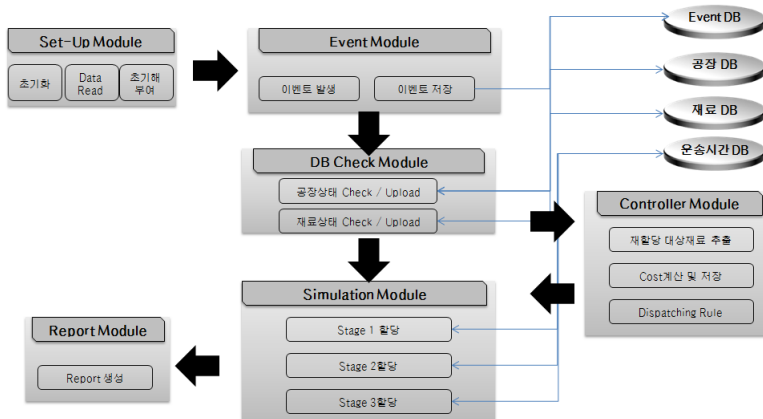 Set-Up Module
초기화
Data
Read
초기해
부여
Event Module
이벤트 발생
이벤트 저장
Event DB
공장 DB
재료 DB
운송시간 DB
DB Check Module
공장상태 Check / Upload
재료상태 Check / Upload
Controller Module
재할당 대상재료 추출
Cost계산 및 저장
Dispatching Rule
Simulation Module
Stage 1 할당
Stage 2할당
Stage 3할당
Report Module
Report 생성